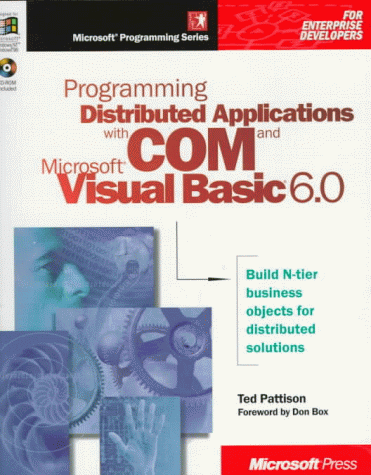 Microsoft® Programming Series
FOR
ENTERPRISE
DEVELOPERS
CD-ROM
Included
Programming
Distributed Applications
with COM and
Microsoft®
Visual Basic® 6.0
Build N-tier
business
objects for
distributed
solutions
Ted Pattison
Foreword by Don Box
Microsoft Press